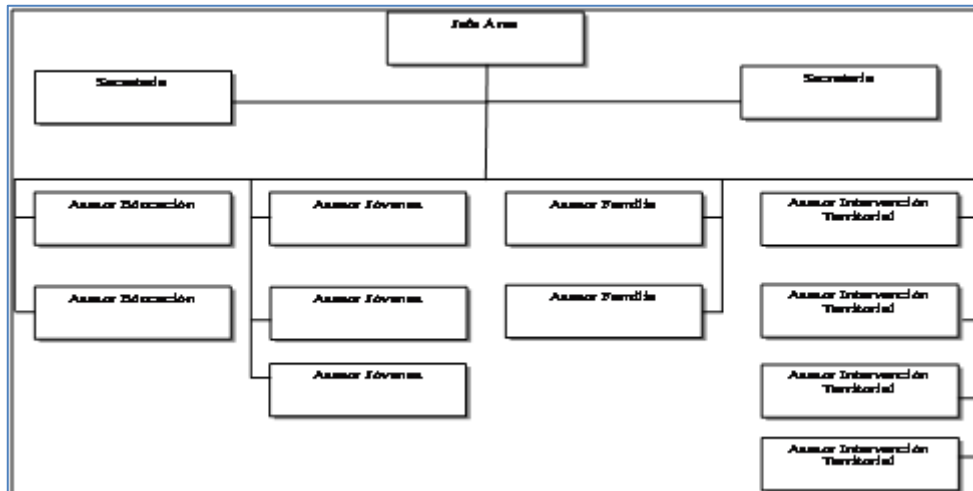 Jefe Area
Secretaria
Secretaria
Asesor Educación
Asesor Jóvenes
Asesor Familia
Asesor Intervención
Territorial
Asesor Educación
Asesor Jóvenes
Asesor Familia
Asesor Intervención
Territorial
Asesor Jóvenes
Asesor Intervención
Territorial
Asesor Intervención
Territorial